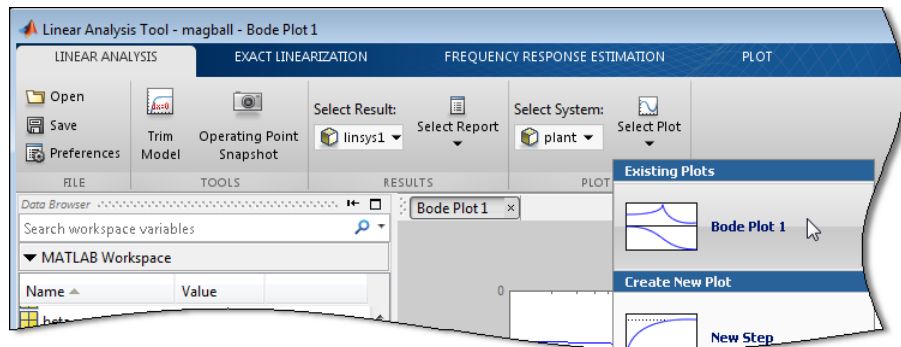 Linear Analysis Tool - magball - Bode Plot 1
LINEAR ANALYSIS EXACT LINEARIZATION FREQUENCY RESPONSE ESTIMATION PLOT
Open
Save
Preferences
dx=0
Trim
Model
Operating Point
Snapshot
Select Result:
linsys1
Select Report
Select System:
plant
Select Plot
FILE TOOLS RESULTS PLOT
Existing Plots
Bode Plot 1
Create New Plot
New Step
Data Browser
Search workspace variables
MATLAB Workspace
Name Value
Bode Plot 1 ×
0